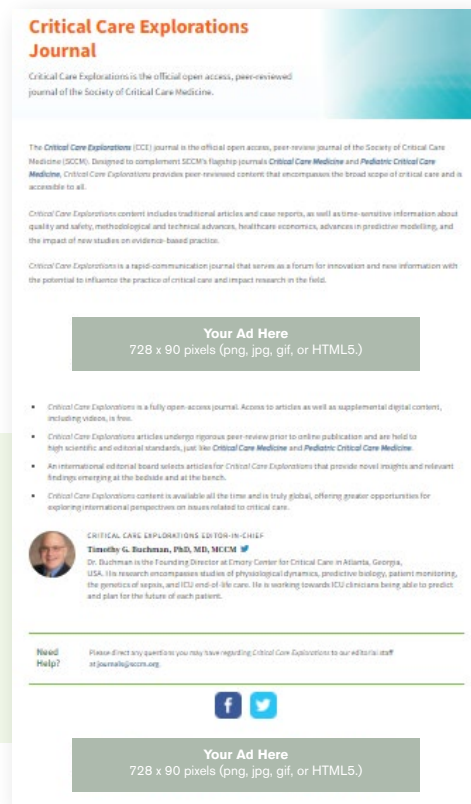 Critical Care Explorations
Journal
Critical Care Explorations is the official open access, peer-reviewed
journal of the Society of Critical Care Medicine.
The Critical Care Explorations (CCE) journal is the official open access, peer-review journal of the Society of Critical Care
Medicine (SCCM). Designed to complement SCCM's flagship journals Critical Care Medicine and Pediatric Critical Care
Medicine, Critical Care Explorations provides peer-reviewed content that encompasses the broad scope of critical care and is
accessible to all.
Critical Care Explorations content includes traditional articles and case reports, as well as time-sensitive information about
quality and safety, methodological and technical advances, healthcare economics, advances in predictive modelling, and
the impact of new studies on evidence-based practice.
Critical Care Explorations is a rapid-communication journal that serves as a forum for innovation and new information with
the potential to influence the practice of critical care and impact research in the field.
Your Ad Here
728 x 90 pixels (png, jpg, gif, or HTML5.)
• Critical Care Explorations is a fully open-access journal. Access to articles as well as supplemental digital content,
including videos, is free.
• Critical Care Explorations articles undergo rigorous peer-review prior to online publication and are held to
high scientific and editorial standards, just like Critical Care Medicine and Pediatric Critical Care Medicine.
• An international editorial board selects articles for Critical Care Explorations that provide novel insights and relevant
findings emerging at the bedside and at the bench.
• Critical Care Explorations content is available all the time and is truly global, offering greater opportunities for
exploring international perspectives on issues related to critical care.
CRITICAL CARE EXPLORATIONS EDITOR-IN-CHIEF
Timothy G. Buchman, PhD, MD, MCCM
Dr. Buchman is the Founding Director at Emory Center for Critical Care in Atlanta, Georgia,
USA. His research encompasses studies of physiological dynamics, predictive biology, patient monitoring,
the genetics of sepsis, and ICU end-of-life care. He is working towards ICU clinicians being able to predict
and plan for the future of each patient.
Need
Help?
Please direct any questions you may have regarding Critical Care Explorations to our editorial staff
at journals@sccm.org.
f
Your Ad Here
728 x 90 pixels (png, jpg, gif, or HTML5.)